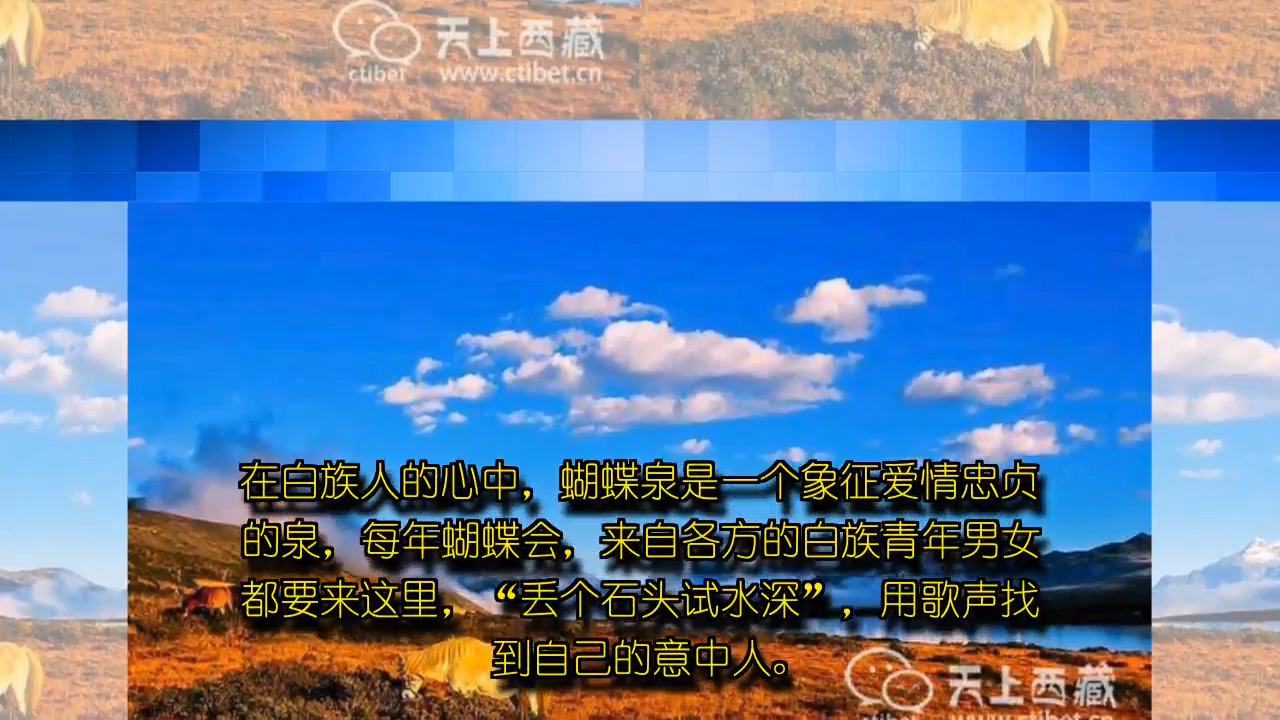 天上西藏
ctibet www.ctibet.cn
在白族人的心中，蝴蝶泉是一个象征爱情忠贞
的泉，每年蝴蝶会，来自各方的白族青年男女
都要来这里，“丢个石头试水深”，用歌声找
到自己的意中人。
天上西藏